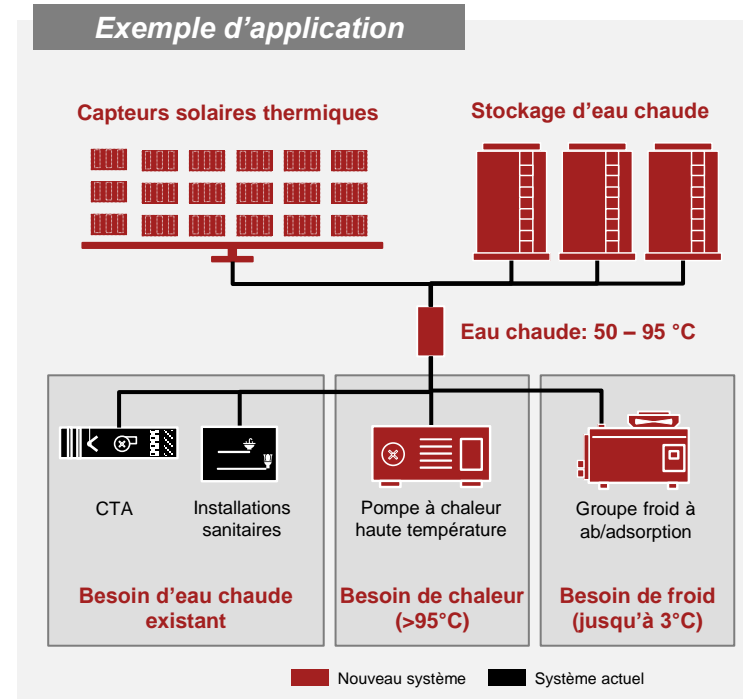 Exemple d’application
Capteurs solaires thermiques
Stockage d’eau chaude
Eau chaude: 50 – 95 °C
CTA
Installations
sanitaires
Pompe à chaleur
haute température
Groupe froid à
ab/adsorption
Besoin d’eau chaude
existant
Besoin de chaleur
(>95°C)
Besoin de froid
(jusqu’à 3°C)
Nouveau système
Système actuel